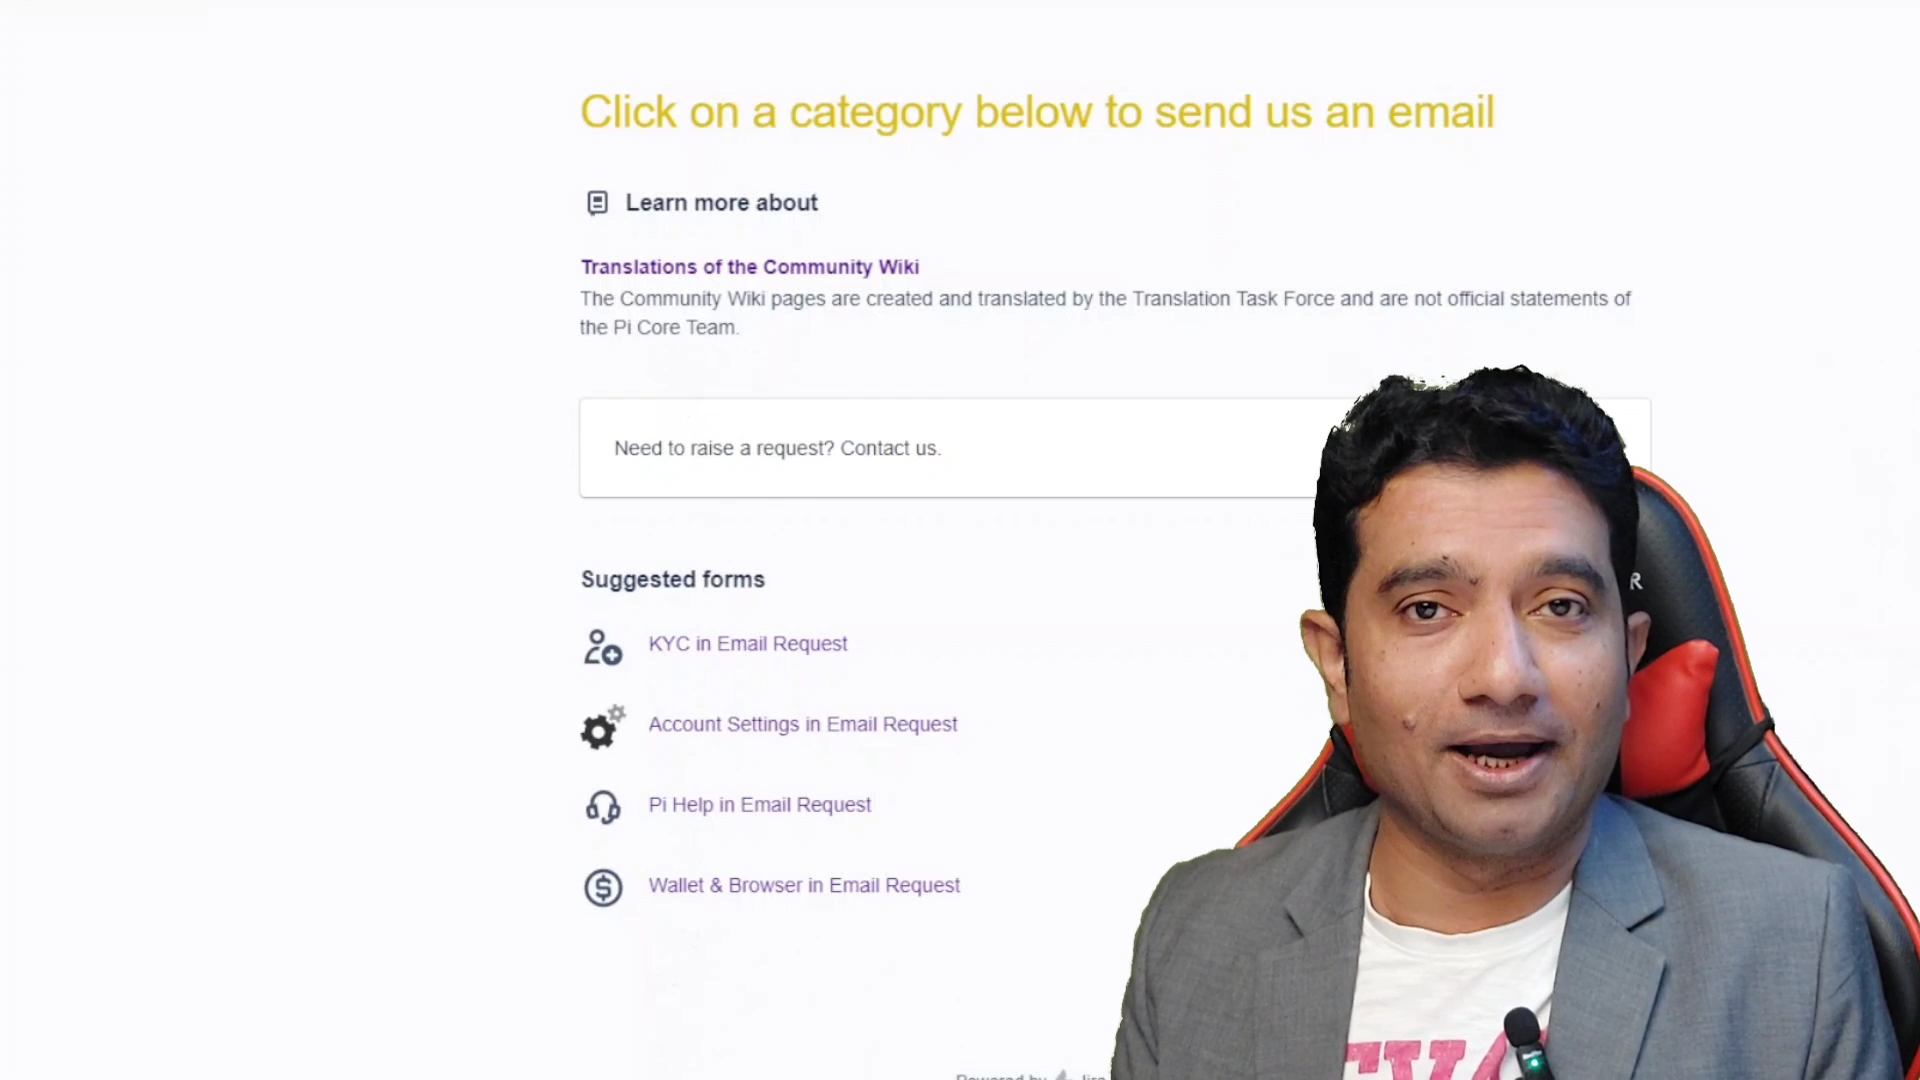 Click on a category below to send us an email
Learn more about
Translations of the Community Wiki
The Community Wiki pages are created and translated by the Translation Task Force and are not official statements of
the Pi Core Team.
Need to raise a request? Contact us.
Suggested forms
R
KYC in Email Request
Account Settings in Email Request
Pi Help in Email Request
Wallet & Browser in Email Request
Powered by Jira